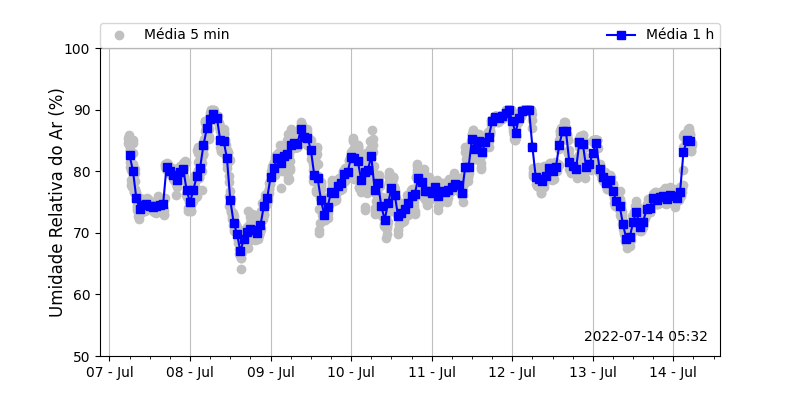 Média 5 min
Média 1 h
Umidade Relativa do Ar (%)
100
90
80
70
60
50
2022-07-14 05:32
07 - Jul
08 - Jul
09 - Jul
10 - Jul
11 - Jul
12 - Jul
13 - Jul
14 - Jul